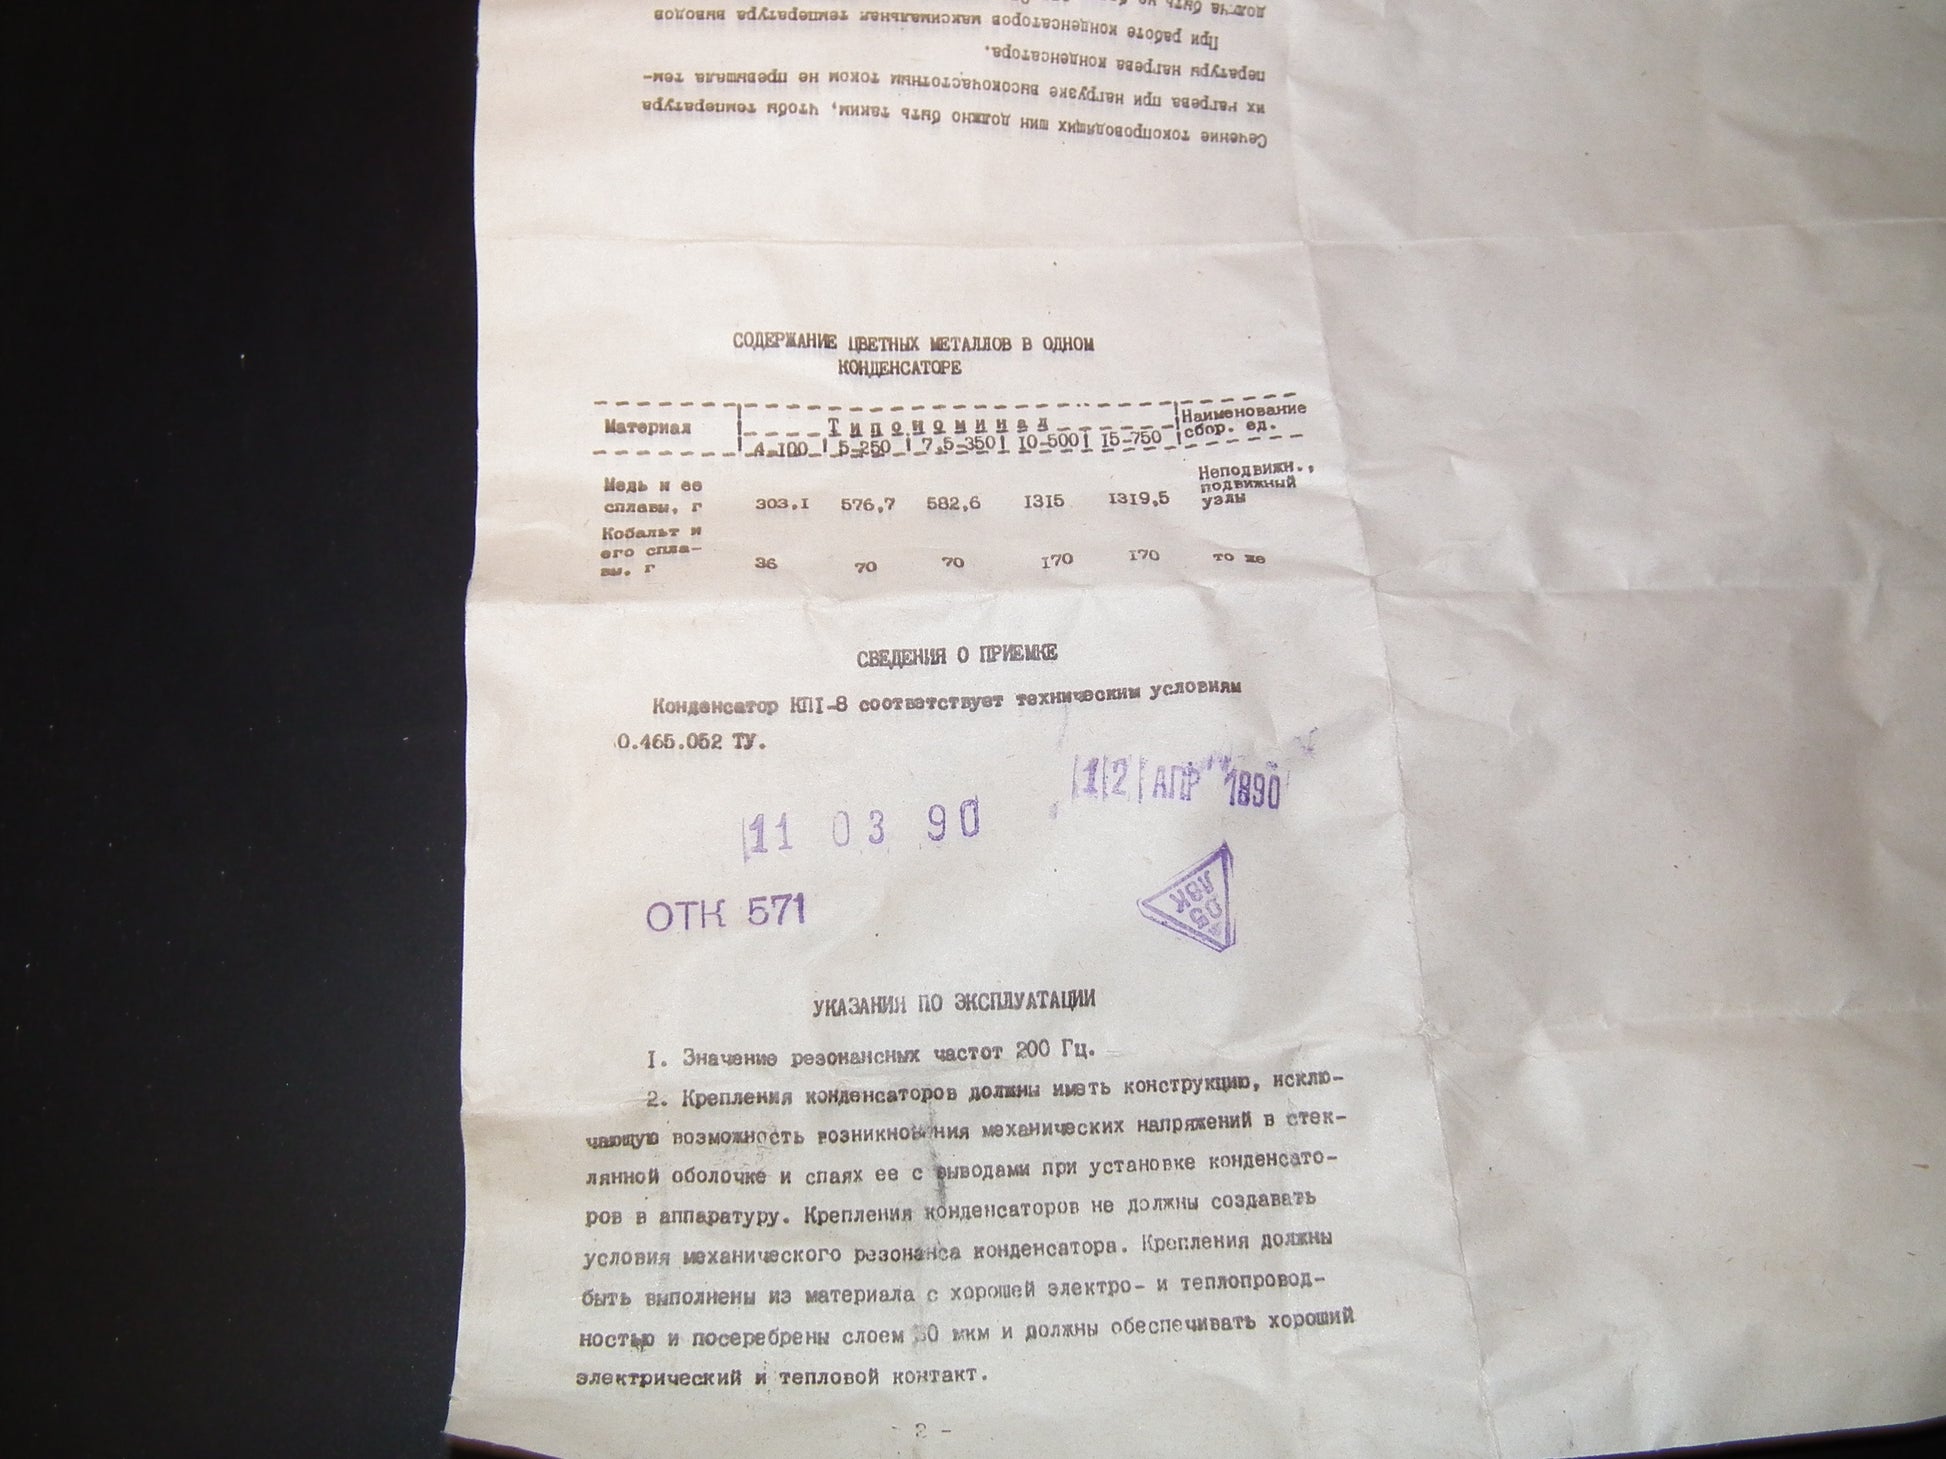 должна быть не
При работе конденсаторов максимальная температура выводов
пературы нагрева конденсатора.
их нагрева при нагрузке высокочастотным током не превышала тем-
Сечение токопроводящих шин должно быть таким, чтобы температура
СОДЕРЖАНИЕ ЦВЕТНЫХ МЕТАЛЛОВ В ОДНОМ
КОНДЕНСАТОРЕ
Материал Типономинал Наименование сбор. ед.
4-100 5-250 7,5-350 10-500 15-750
Медь и ее сплавы, г 303,1 576,7 582,6 1315 1319,5 Неподвижн., подвижный узлы
Кобальт и его спла-вы, г 36 70 70 170 170 то же
СВЕДЕНИЯ О ПРИЕМКЕ
Конденсатор КП1-8 соответствует техническим условиям
0.465.052 ТУ.
12 АПР 1990
11 03 90
ОТК 571
ЛВК
УКАЗАНИЯ ПО ЭКСПЛУАТАЦИИ
1. Значение резонансных частот 200 Гц.
2. Крепления конденсаторов должны иметь конструкцию, исклю-
чающую возможность возникновения механических напряжений в стек-
лянной оболочке и спаях ее с выводами при установке конденсато-
ров в аппаратуру. Крепления конденсаторов не должны создавать
условия механического резонанса конденсатора. Крепления должны
быть выполнены из материала с хорошей электро- и теплопровод-
ностью и посеребрены слоем мкм и должны обеспечивать хороший
электрический и тепловой контакт.
- 2 -